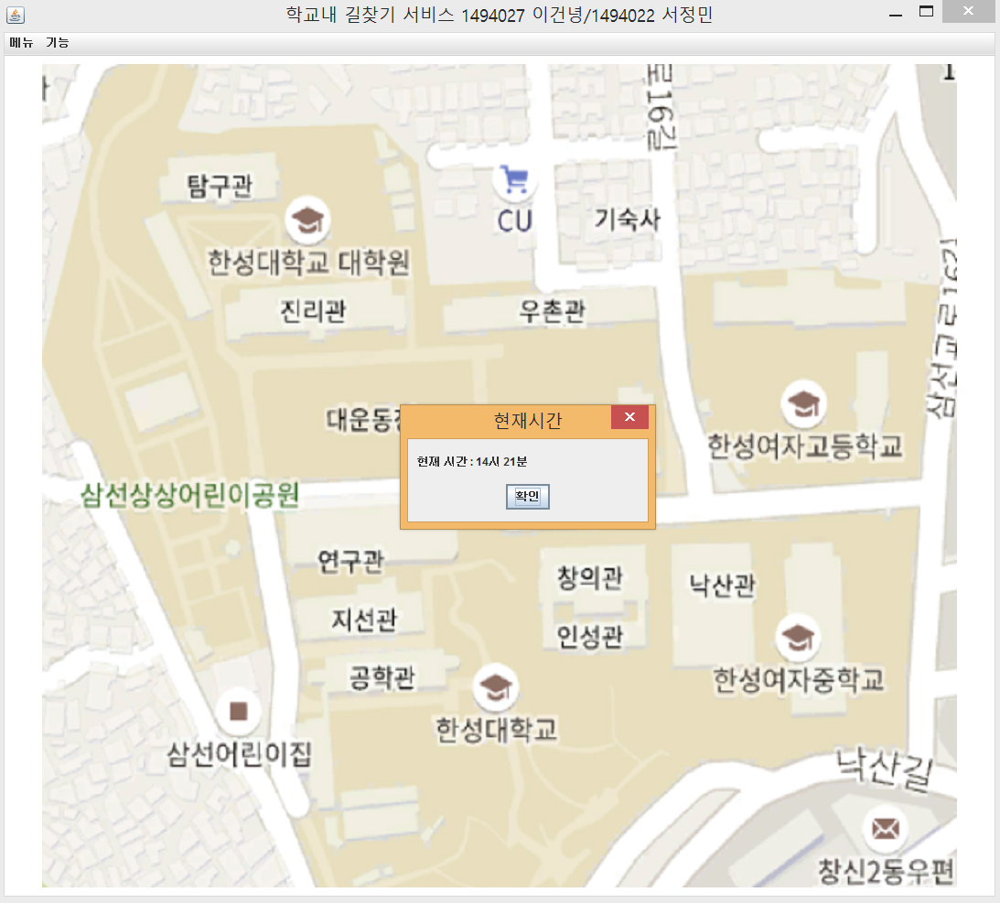 학교내 길찾기 서비스 1494027 이건녕/1494022 서정민
메뉴 기능
로16길
1
탐구관
CU
기숙사
한성대학교 대학원
진리관
우촌관
삼선교로16길
대운동장
현재시간
한성여자고등학교
현재 시간 : 14시 21분
확인
삼선상상어린이공원
연구관
창의관
낙산관
지선관
인성관
공학관
한성여자중학교
한성대학교
삼선어린이집
낙산길
창신2동우편